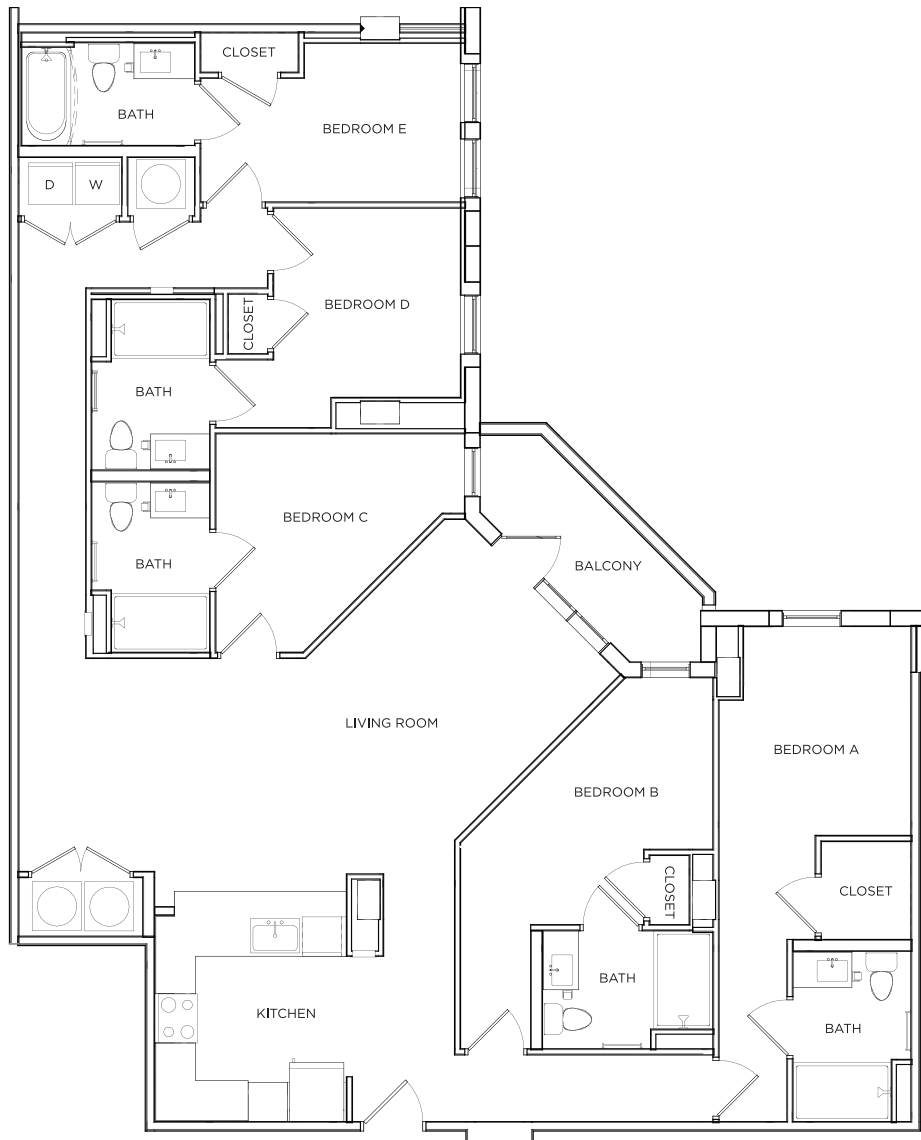 CLOSET
BATH
BEDROOM E
D
W
CLOSET
BEDROOM D
BATH
BEDROOM C
BATH
BALCONY
LIVING ROOM
BEDROOM A
BEDROOM B
CLOSET
CLOSET
BATH
KITCHEN
BATH